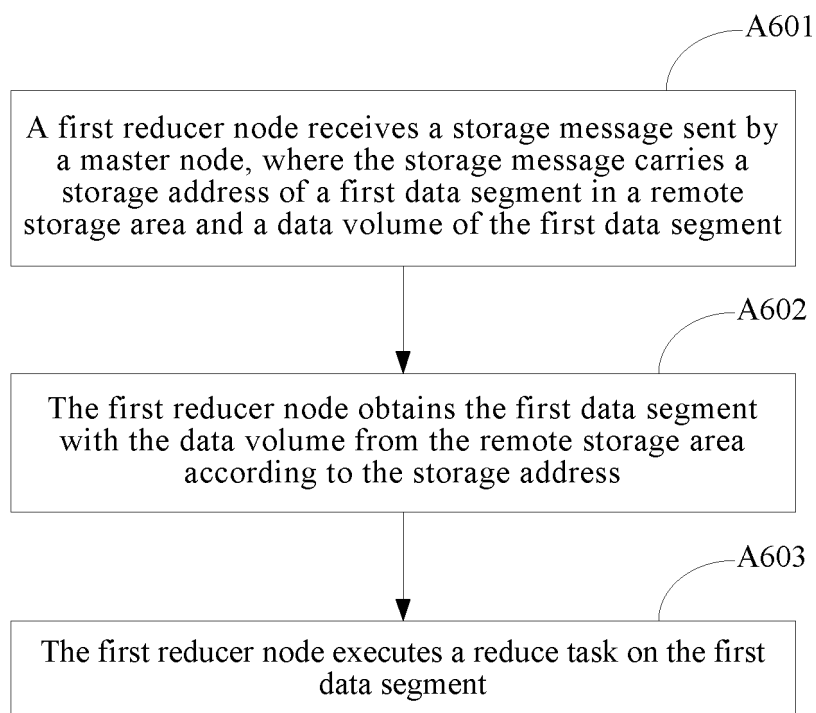 A601
A first reducer node receives a storage message sent by
a master node, where the storage message carries a
storage address of a first data segment in a remote
storage area and a data volume of the first data segment
A602
The first reducer node obtains the first data segment
with the data volume from the remote storage area
according to the storage address
A603
The first reducer node executes a reduce task on the first
data segment